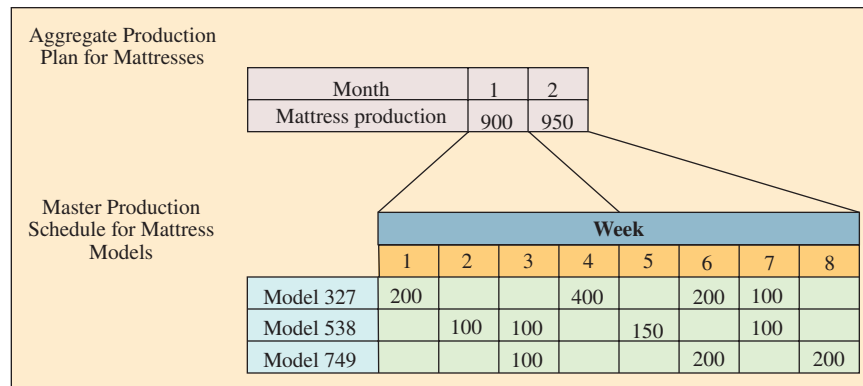 Aggregate Production
Plan for Mattresses
Month 1 2
Mattress production 900 950
Master Production
Schedule for Mattress
Models
Week
1 2 3 4 5 6 7 8
Model 327 200 400 200 100
Model 538 100 100 150 100
Model 749 100 200 200